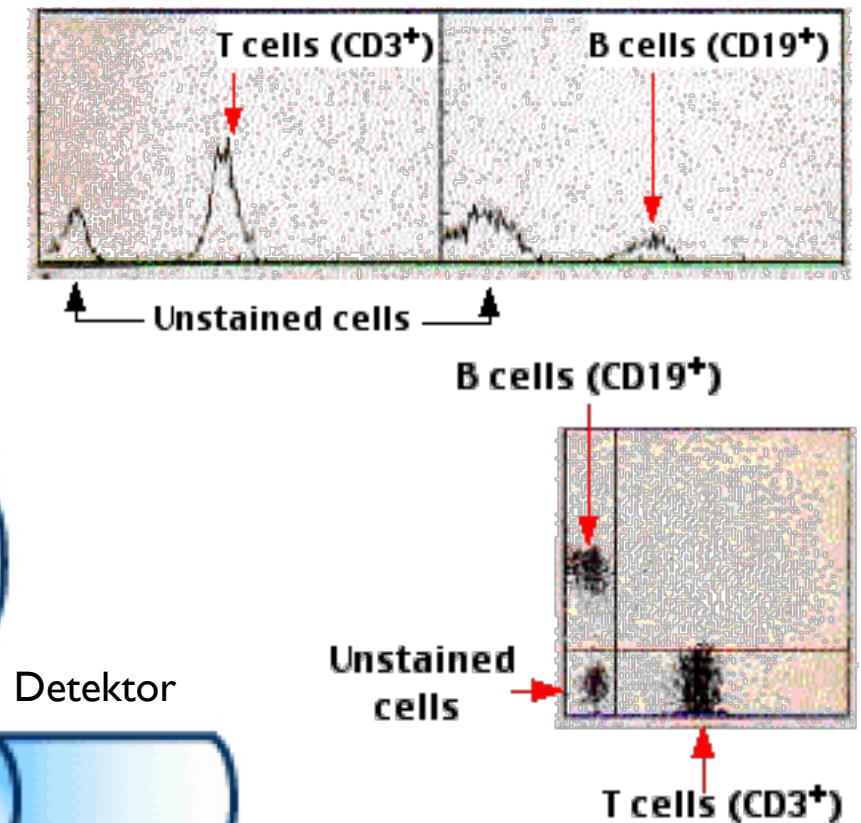 T cells (CD3⁺)
B cells (CD19⁺)
Unstained cells
B cells (CD19⁺)
Unstained
cells
Detektor
T cells (CD3⁺)